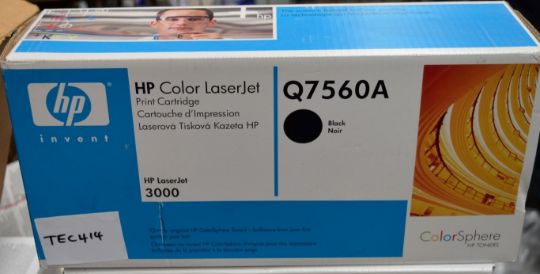 hp
hp
invent
HP Color LaserJet
Print Cartridge
Cartouche d'Impression
Laserová Tisková Kazeta HP
HP LaserJet
3000
Q7560A
Black
Noir
TEC414
ColorSphere
HP TONERS